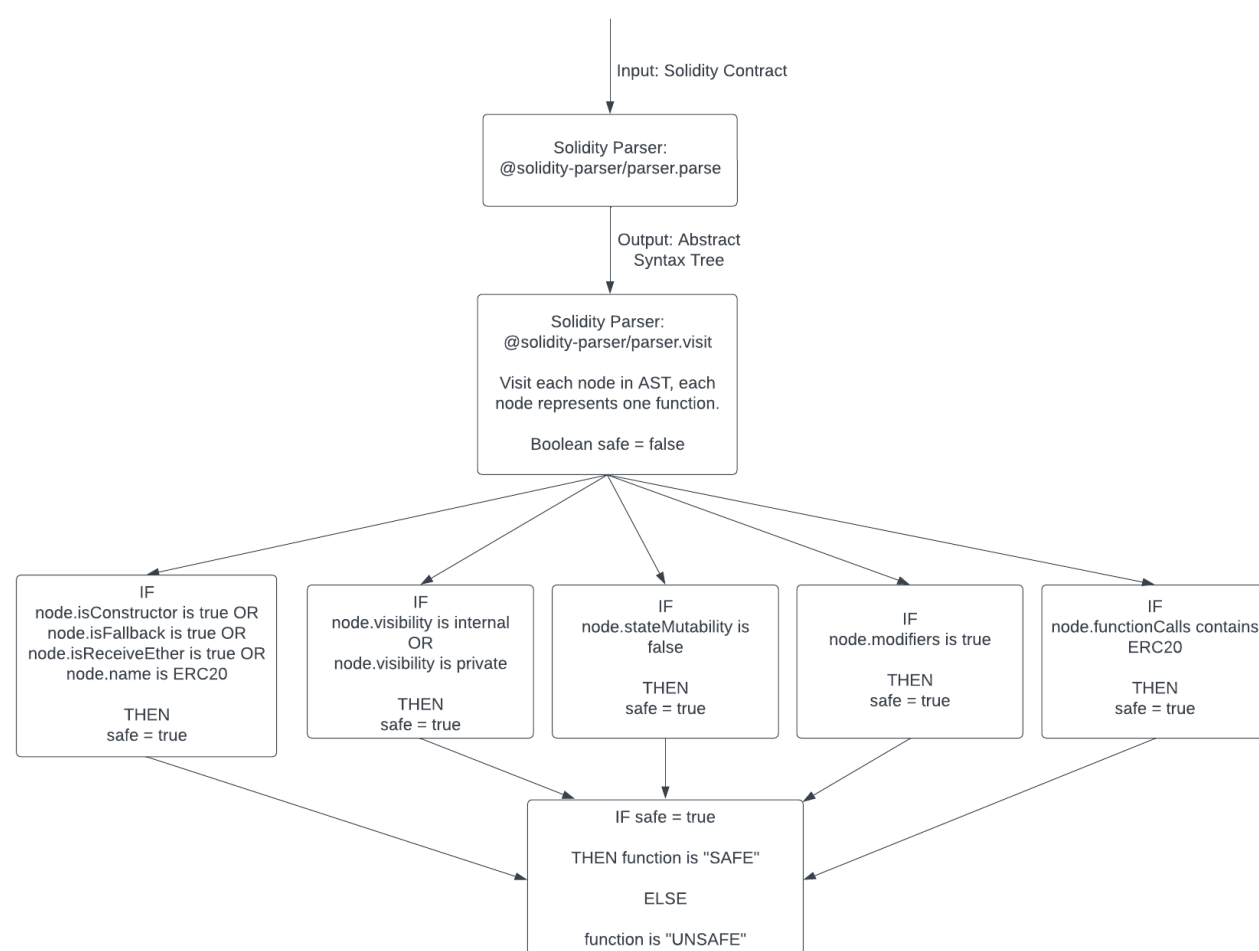 Input: Solidity Contract
Solidity Parser:
@solidity-parser/parser.parse
Output: Abstract
Syntax Tree
Solidity Parser:
@solidity-parser/parser.visit
Visit each node in AST, each
node represents one function.
Boolean safe = false
IF
node.isConstructor is true OR
node.isFallback is true OR
node.isReceiveEther is true OR
node.name is ERC20
THEN
safe = true
IF
node.visibility is internal
OR
node.visibility is private
THEN
safe = true
IF
node.stateMutability is
false
THEN
safe = true
IF
node.modifiers is true
THEN
safe = true
IF
node.functionCalls contains
ERC20
THEN
safe = true
IF safe = true
THEN function is "SAFE"
ELSE
function is "UNSAFE"